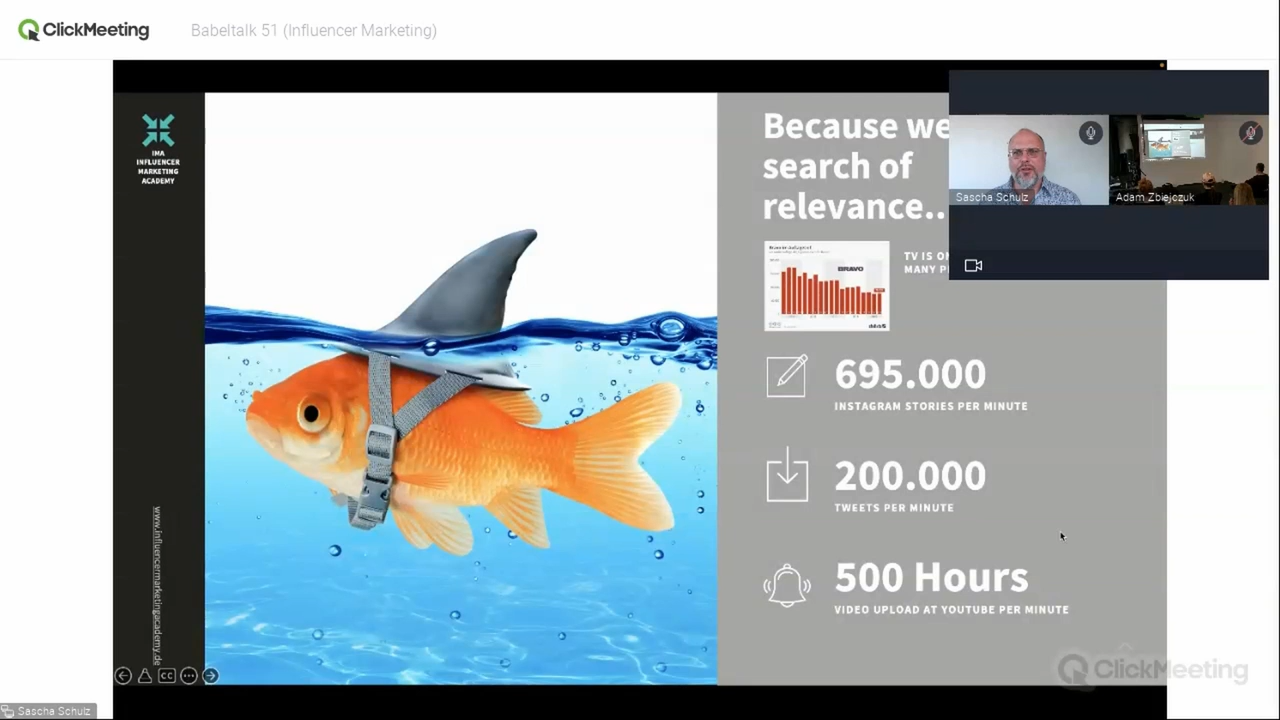 ClickMeeting
Babeltalk 51 (Influencer Marketing)
IMA
INFLUENCER
MARKETING
ACADEMY
www.influencermarketingacademy.de
Because we
search of
relevance..
BRAVO
TV IS
MANY
695.000
INSTAGRAM STORIES PER MINUTE
200.000
TWEETS PER MINUTE
500 Hours
VIDEO UPLOAD AT YOUTUBE PER MINUTE
Sascha Schulz
Adam Zbiejczuk
CC
ClickMeeting
Sascha Schulz